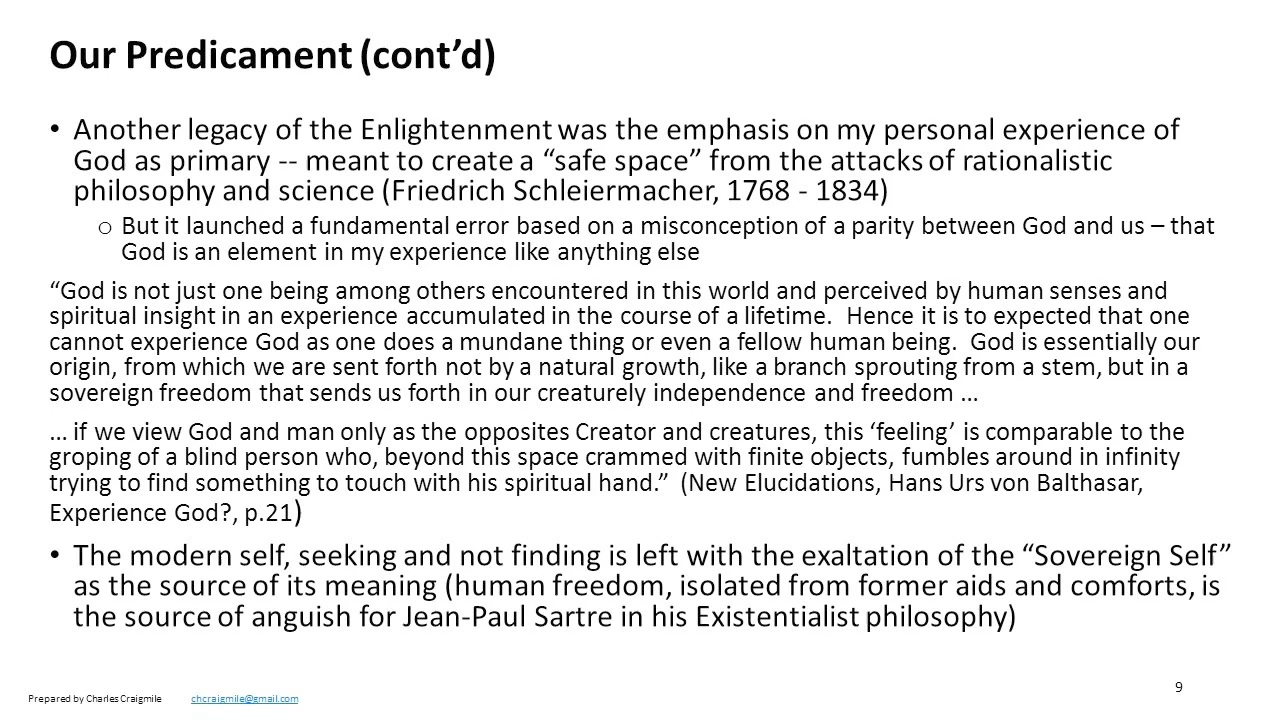 Our Predicament (cont’d)
• Another legacy of the Enlightenment was the emphasis on my personal experience of
God as primary -- meant to create a “safe space” from the attacks of rationalistic
philosophy and science (Friedrich Schleiermacher, 1768 - 1834)
o But it launched a fundamental error based on a misconception of a parity between God and us – that
God is an element in my experience like anything else
“God is not just one being among others encountered in this world and perceived by human senses and
spiritual insight in an experience accumulated in the course of a lifetime.  Hence it is to expected that one
cannot experience God as one does a mundane thing or even a fellow human being.  God is essentially our
origin, from which we are sent forth not by a natural growth, like a branch sprouting from a stem, but in a
sovereign freedom that sends us forth in our creaturely independence and freedom …
… if we view God and man only as the opposites Creator and creatures, this ‘feeling’ is comparable to the
groping of a blind person who, beyond this space crammed with finite objects, fumbles around in infinity
trying to find something to touch with his spiritual hand.”  (New Elucidations, Hans Urs von Balthasar,
Experience God?, p.21)
• The modern self, seeking and not finding is left with the exaltation of the “Sovereign Self”
as the source of its meaning (human freedom, isolated from former aids and comforts, is
the source of anguish for Jean-Paul Sartre in his Existentialist philosophy)
Prepared by Charles Craigmile chcraigmile@gmail.com
9